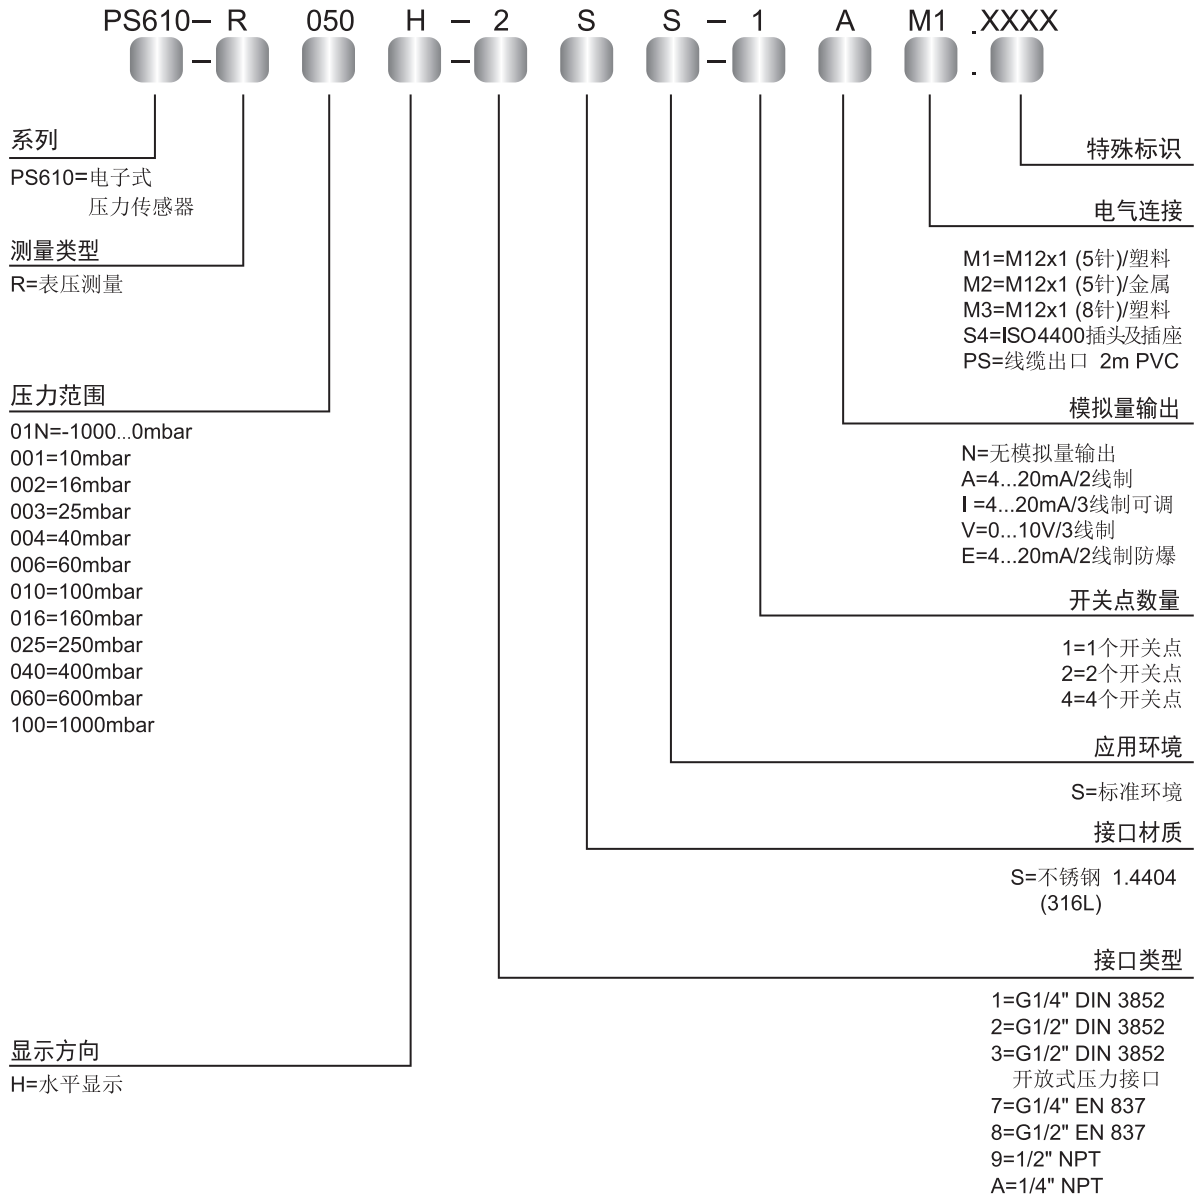 PS610-R 050 H-2 S S-1 A M1.XXXX
系列
PS610=电子式
压力传感器
测量类型
R=表压测量
压力范围
01N=-1000...0mbar
001=10mbar
002=16mbar
003=25mbar
004=40mbar
006=60mbar
010=100mbar
016=160mbar
025=250mbar
040=400mbar
060=600mbar
100=1000mbar
显示方向
H=水平显示
特殊标识
电气连接
M1=M12x1 (5针)/塑料
M2=M12x1 (5针)/金属
M3=M12x1 (8针)/塑料
S4=ISO4400插头及插座
PS=线缆出口 2m PVC
模拟量输出
N=无模拟量输出
A=4...20mA/2线制
I =4...20mA/3线制可调
V=0...10V/3线制
E=4...20mA/2线制防爆
开关点数量
1=1个开关点
2=2个开关点
4=4个开关点
应用环境
S=标准环境
接口材质
S=不锈钢 1.4404
(316L)
接口类型
1=G1/4" DIN 3852
2=G1/2" DIN 3852
3=G1/2" DIN 3852
开放式压力接口
7=G1/4" EN 837
8=G1/2" EN 837
9=1/2" NPT
A=1/4" NPT